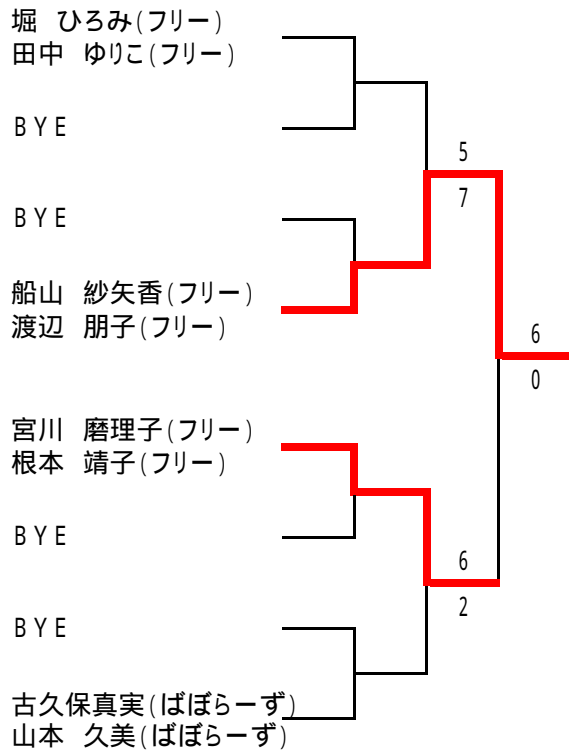 堀 ひろみ(フリー)
田中 ゆりこ(フリー)
BYE
5
7
BYE
船山 紗矢香(フリー)
渡辺 朋子(フリー)
6
0
宮川 磨理子(フリー)
根本 靖子(フリー)
BYE
6
2
BYE
古久保真実(ばぼらーず)
山本 久美(ばぼらーず)